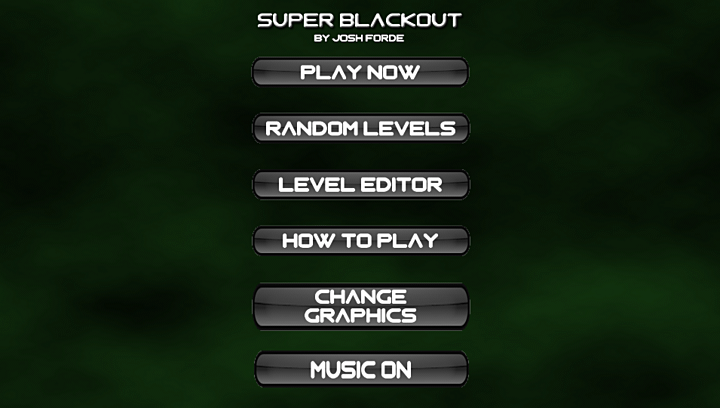 SUPER BLACKOUT
BY JOSH FORDE
PLAY NOW
RANDOM LEVELS
LEVEL EDITOR
HOW TO PLAY
CHANGE
GRAPHICS
MUSIC ON